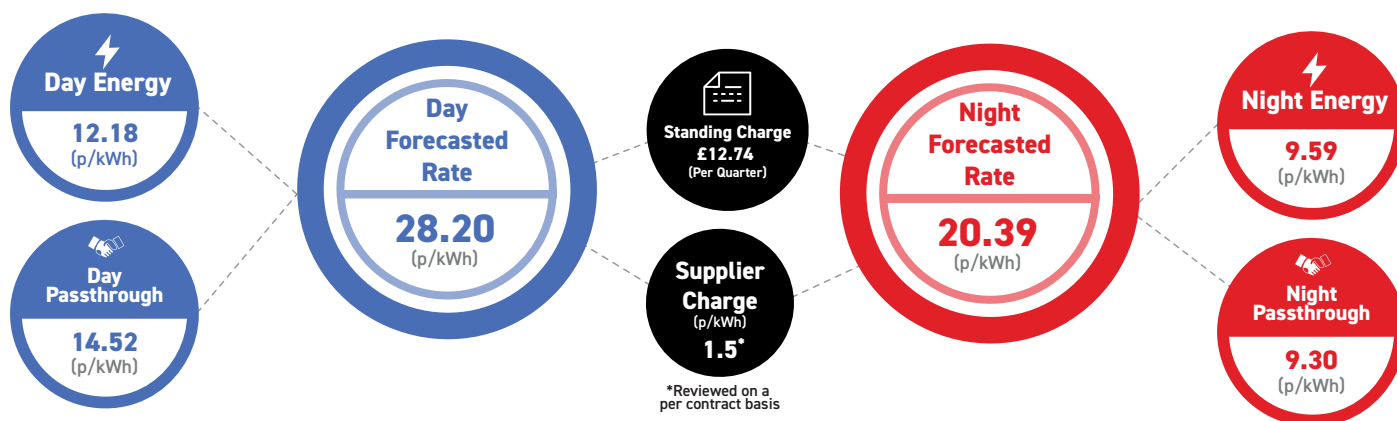 Day Energy
12.18
(p/kWh)
Day
Passthrough
14.52
(p/kWh)
Day
Forecasted
Rate
28.20
(p/kWh)
Standing Charge
£12.74
(Per Quarter)
Supplier
Charge
(p/kWh)
1.5*
*Reviewed on a
per contract basis
Night
Forecasted
Rate
20.39
(p/kWh)
Night Energy
9.59
(p/kWh)
Night
Passthrough
9.30
(p/kWh)